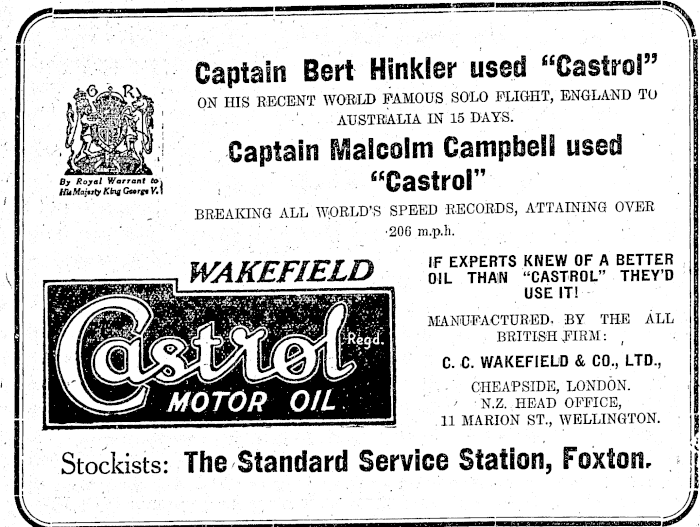 Captain Bert Hinkler used "Castrol"
ON HIS RECENT WORLD FAMOUS SOLO FLIGHT, ENGLAND TO
AUSTRALIA IN 15 DAYS.
Captain Malcolm Campbell used
"Castrol"
BREAKING ALL WORLD'S SPEED RECORDS, ATTAINING OVER
206 m.p.h.
G R
By Royal Warrant to
His Majesty King George V.
WAKEFIELD
Castrol Regd.
MOTOR OIL
IF EXPERTS KNEW OF A BETTER
OIL THAN "CASTROL" THEY'D
USE IT!
MANUFACTURED BY THE ALL
BRITISH FIRM:
C. C. WAKEFIELD & CO., LTD.,
CHEAPSIDE, LONDON.
N.Z. HEAD OFFICE,
11 MARION ST., WELLINGTON.
Stockists: The Standard Service Station, Foxton.